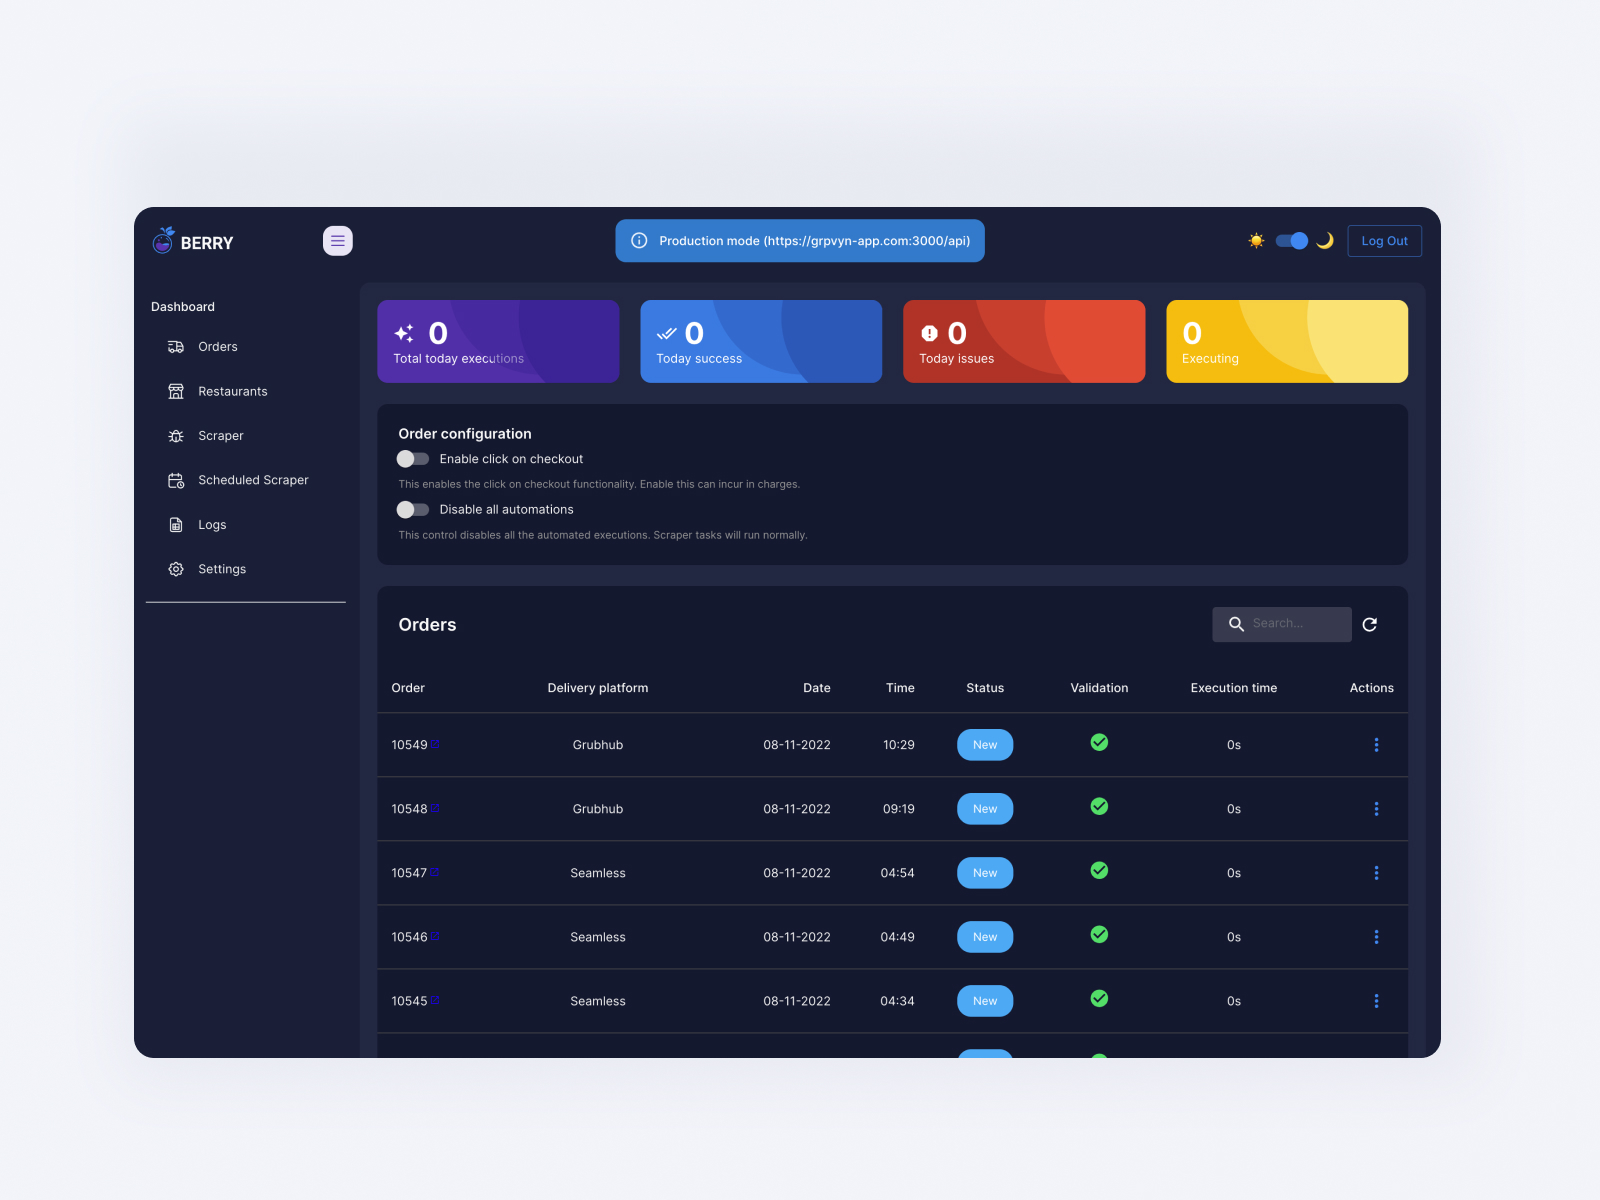 BERRY
Production mode (https://grpvyn-app.com:3000/api)
Log Out
Dashboard
Orders
Restaurants
Scraper
Scheduled Scraper
Logs
Settings
0
Total today executions
0
Today success
0
Today issues
0
Executing
Order configuration
Enable click on checkout
This enables the click on checkout functionality. Enable this can incur in charges.
Disable all automations
This control disables all the automated executions. Scraper tasks will run normally.
Orders
Search...
Order Delivery platform Date Time Status Validation Execution time Actions
10549 Grubhub 08-11-2022 10:29 New 0s
10548 Grubhub 08-11-2022 09:19 New 0s
10547 Seamless 08-11-2022 04:54 New 0s
10546 Seamless 08-11-2022 04:49 New 0s
10545 Seamless 08-11-2022 04:34 New 0s